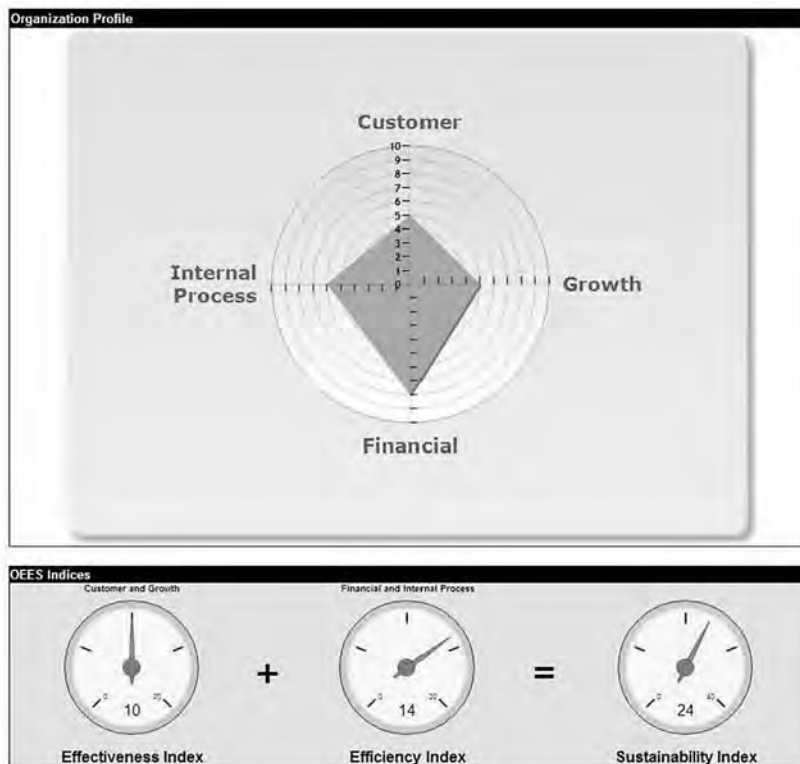 Organization Profile
Customer
10
9
8
7
6
5
4
3
2
1
0
Internal
Process
Growth
Financial
OEES Indices
Customer and Growth
Financial and Internal Process
0 20
10
+
0 20
14
=
0 40
24
Effectiveness Index
Efficiency Index
Sustainability Index